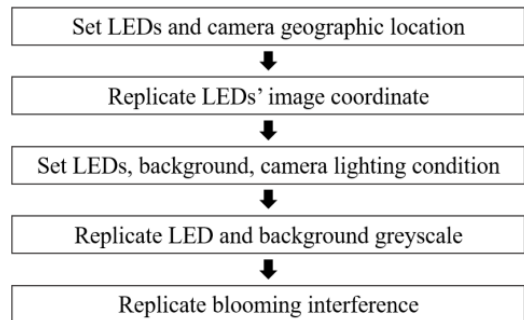 Set LEDs and camera geographic location
Replicate LEDs’ image coordinate
Set LEDs, background, camera lighting condition
Replicate LED and background greyscale
Replicate blooming interference